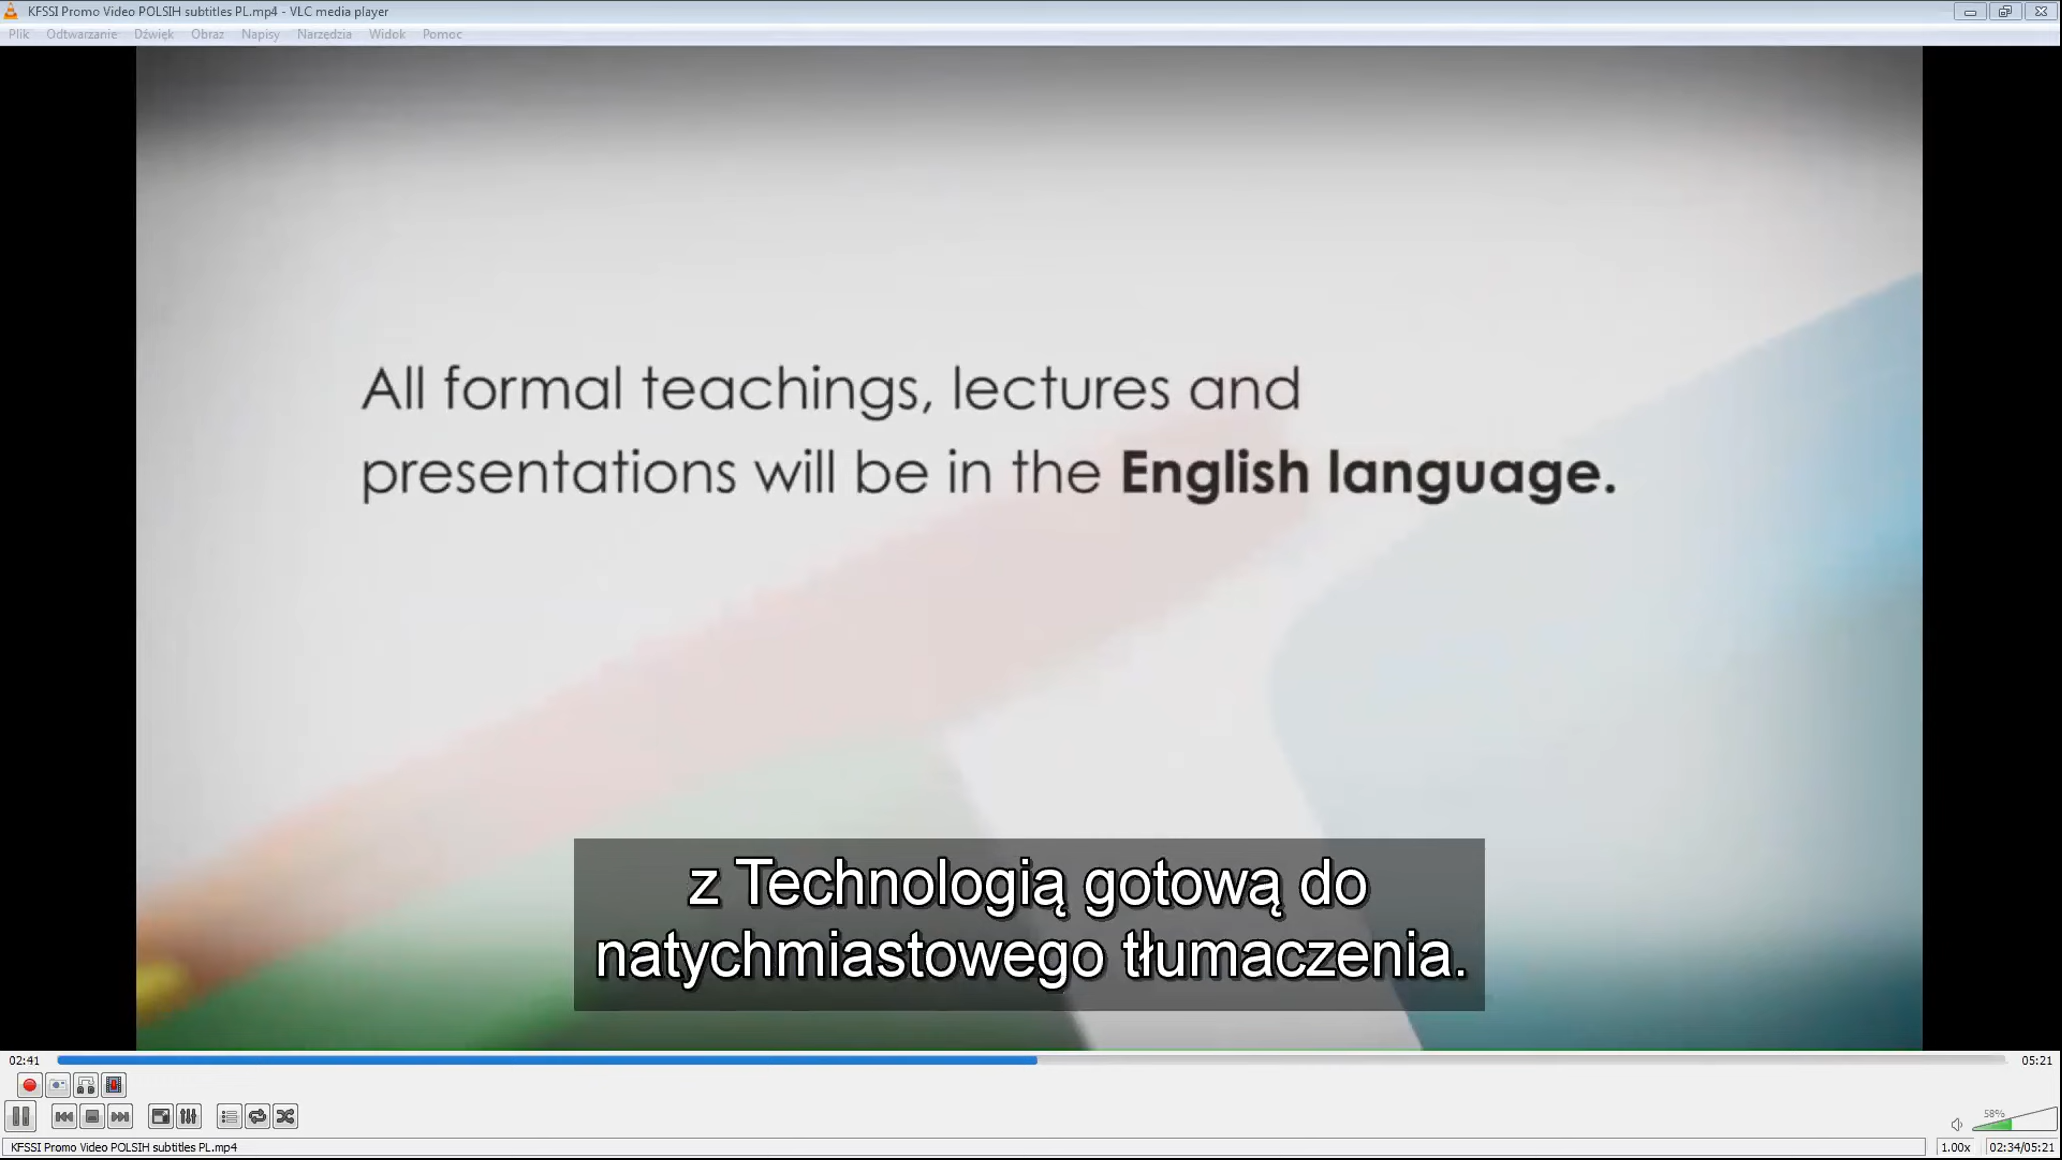 KFSSI Promo Video POLSIH subtitles PL.mp4 - VLC media player
Plik Odtwarzanie Dźwięk Obraz Napisy Narzędzia Widok Pomoc
All formal teachings, lectures and
presentations will be in the English language.
z Technologią gotową do
natychmiastowego tłumaczenia.
02:41 05:21
58%
KFSSI Promo Video POLSIH subtitles PL.mp4 1.00x 02:34/05:21